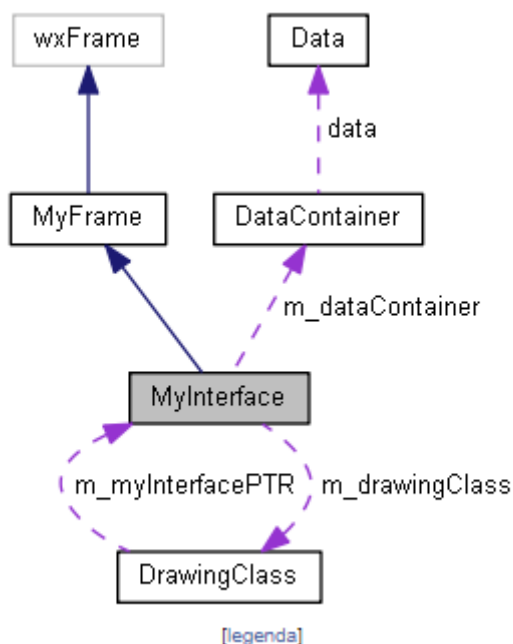 wxFrame
Data
data
MyFrame
DataContainer
m_dataContainer
MyInterface
m_myInterfacePTR
m_drawingClass
DrawingClass
[legenda]